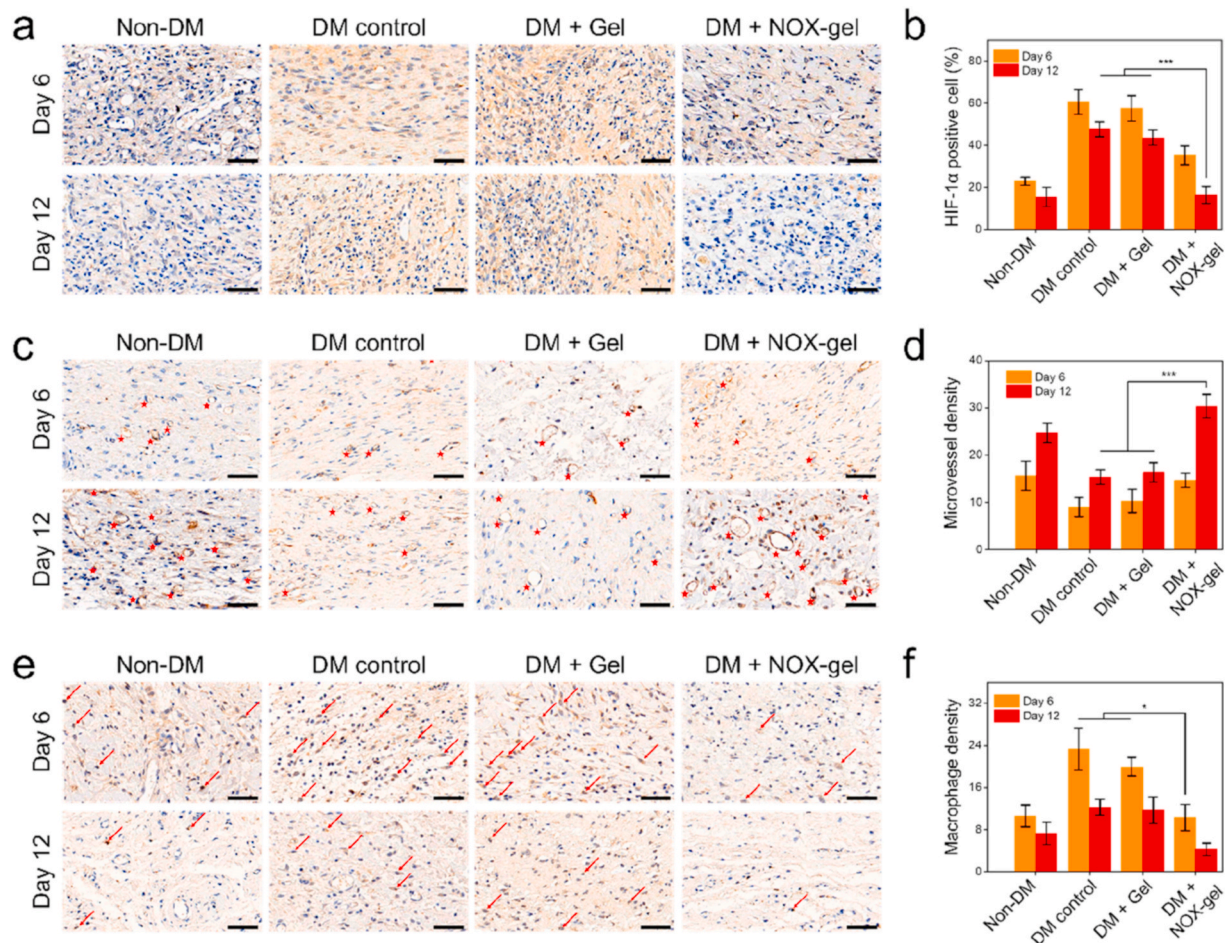 a
Non-DM DM control DM + Gel DM + NOX-gel
Day 6
Day 12
b
HIF-1α positive cell (%)
80
60
40
20
0
Day 6
Day 12
***
Non-DM
DM control
DM + Gel
DM +
NOX-gel
c
Non-DM DM control DM + Gel DM + NOX-gel
Day 6
Day 12
d
Microvessel density
40
30
20
10
0
Day 6
Day 12
***
Non-DM
DM control
DM + Gel
DM +
NOX-gel
e
Non-DM DM control DM + Gel DM + NOX-gel
Day 6
Day 12
f
Macrophage density
32
24
16
8
0
Day 6
Day 12
*
Non-DM
DM control
DM + Gel
DM +
NOX-gel